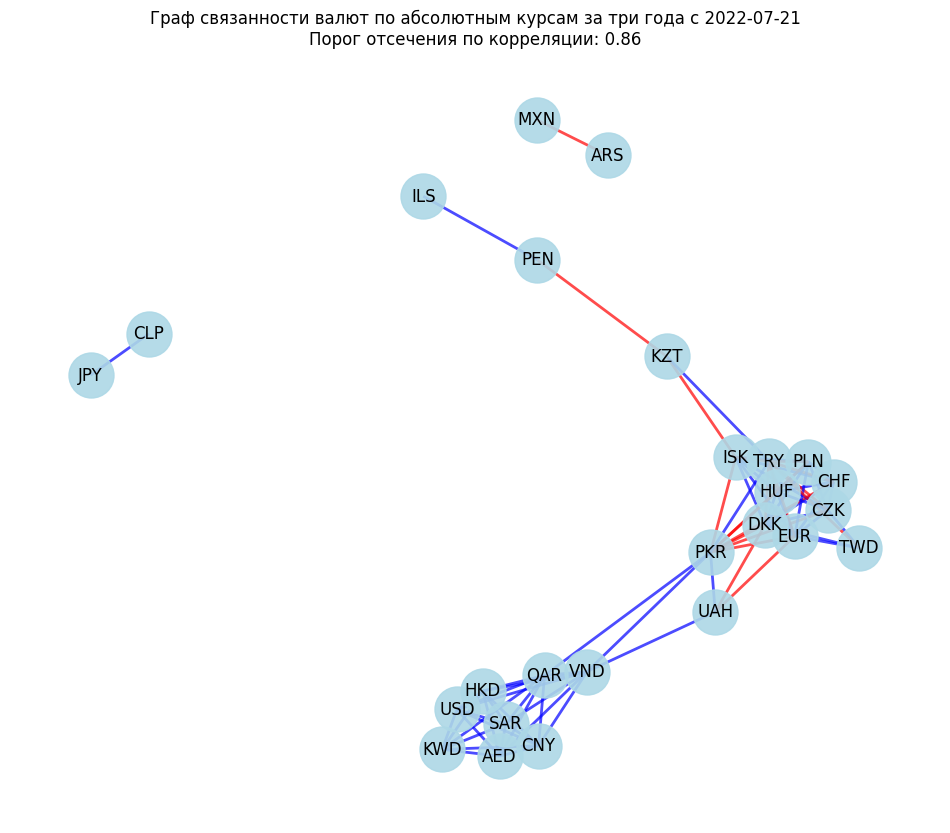 Граф связанности валют по абсолютным курсам за три года с 2022-07-21
Порог отсечения по корреляции: 0.86
MXN
ARS
ILS
PEN
CLP
KZT
JPY
ISK
TRY
PLN
CHF
HUF
CZK
DKK
EUR
TWD
PKR
UAH
VND
QAR
HKD
USD
SAR
CNY
KWD
AED